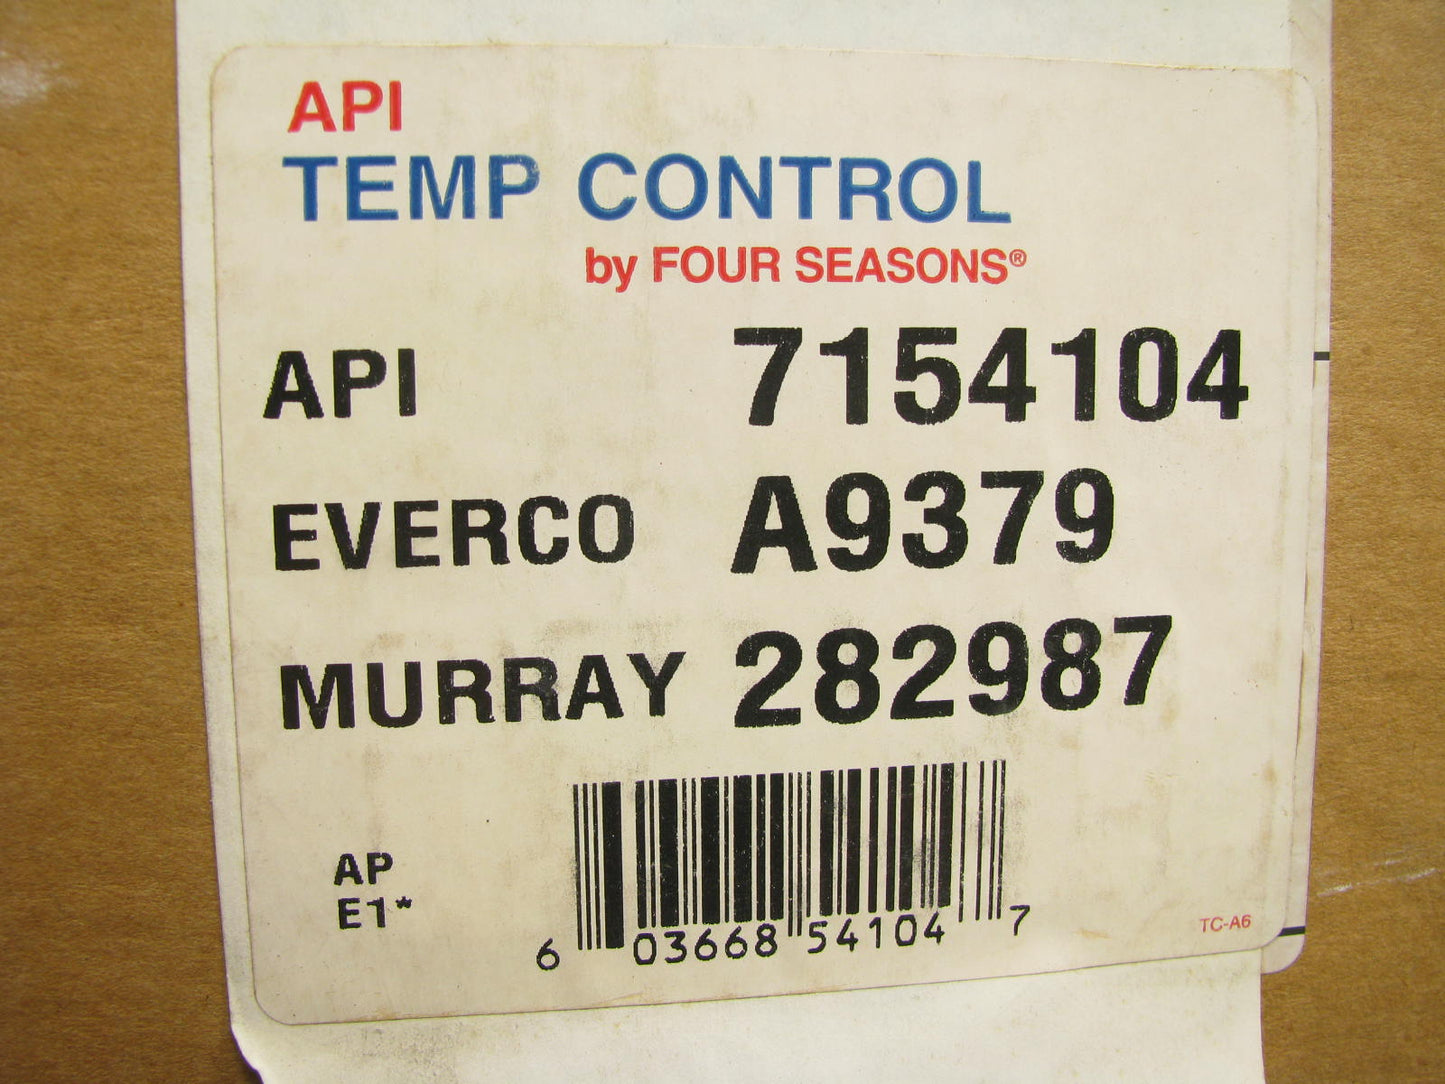 API
TEMP CONTROL
by FOUR SEASONS®
API 7154104
EVERCO A9379
MURRAY 282987
AP
E1*
6 03668 54104 7
TC-A6